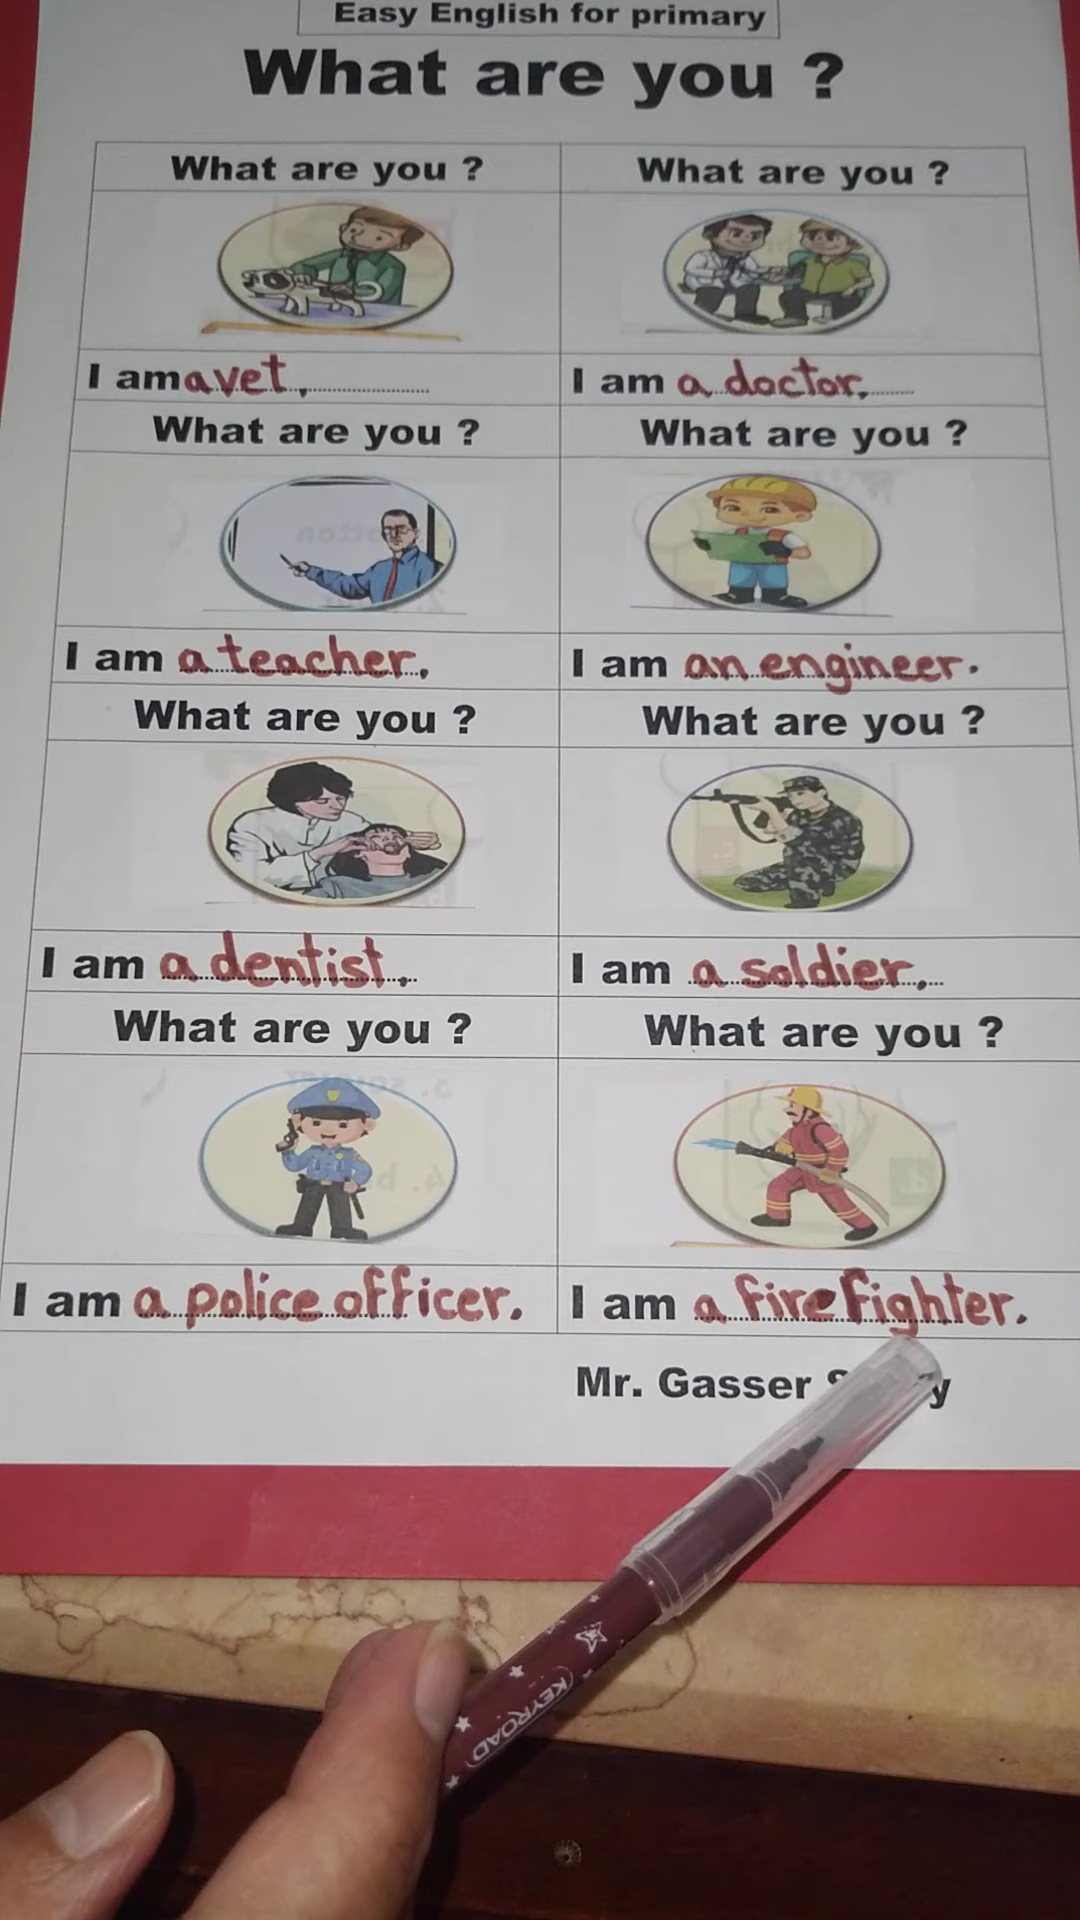 Easy English for primary
What are you ?
What are you ?
What are you ?
I am a vet.
I am a doctor.
What are you ?
What are you ?
I am a teacher.
I am an engineer.
What are you ?
What are you ?
I am a dentist.
I am a soldier.
What are you ?
What are you ?
I am a police officer.
I am a firefighter.
Mr. Gasser
KEYROAD